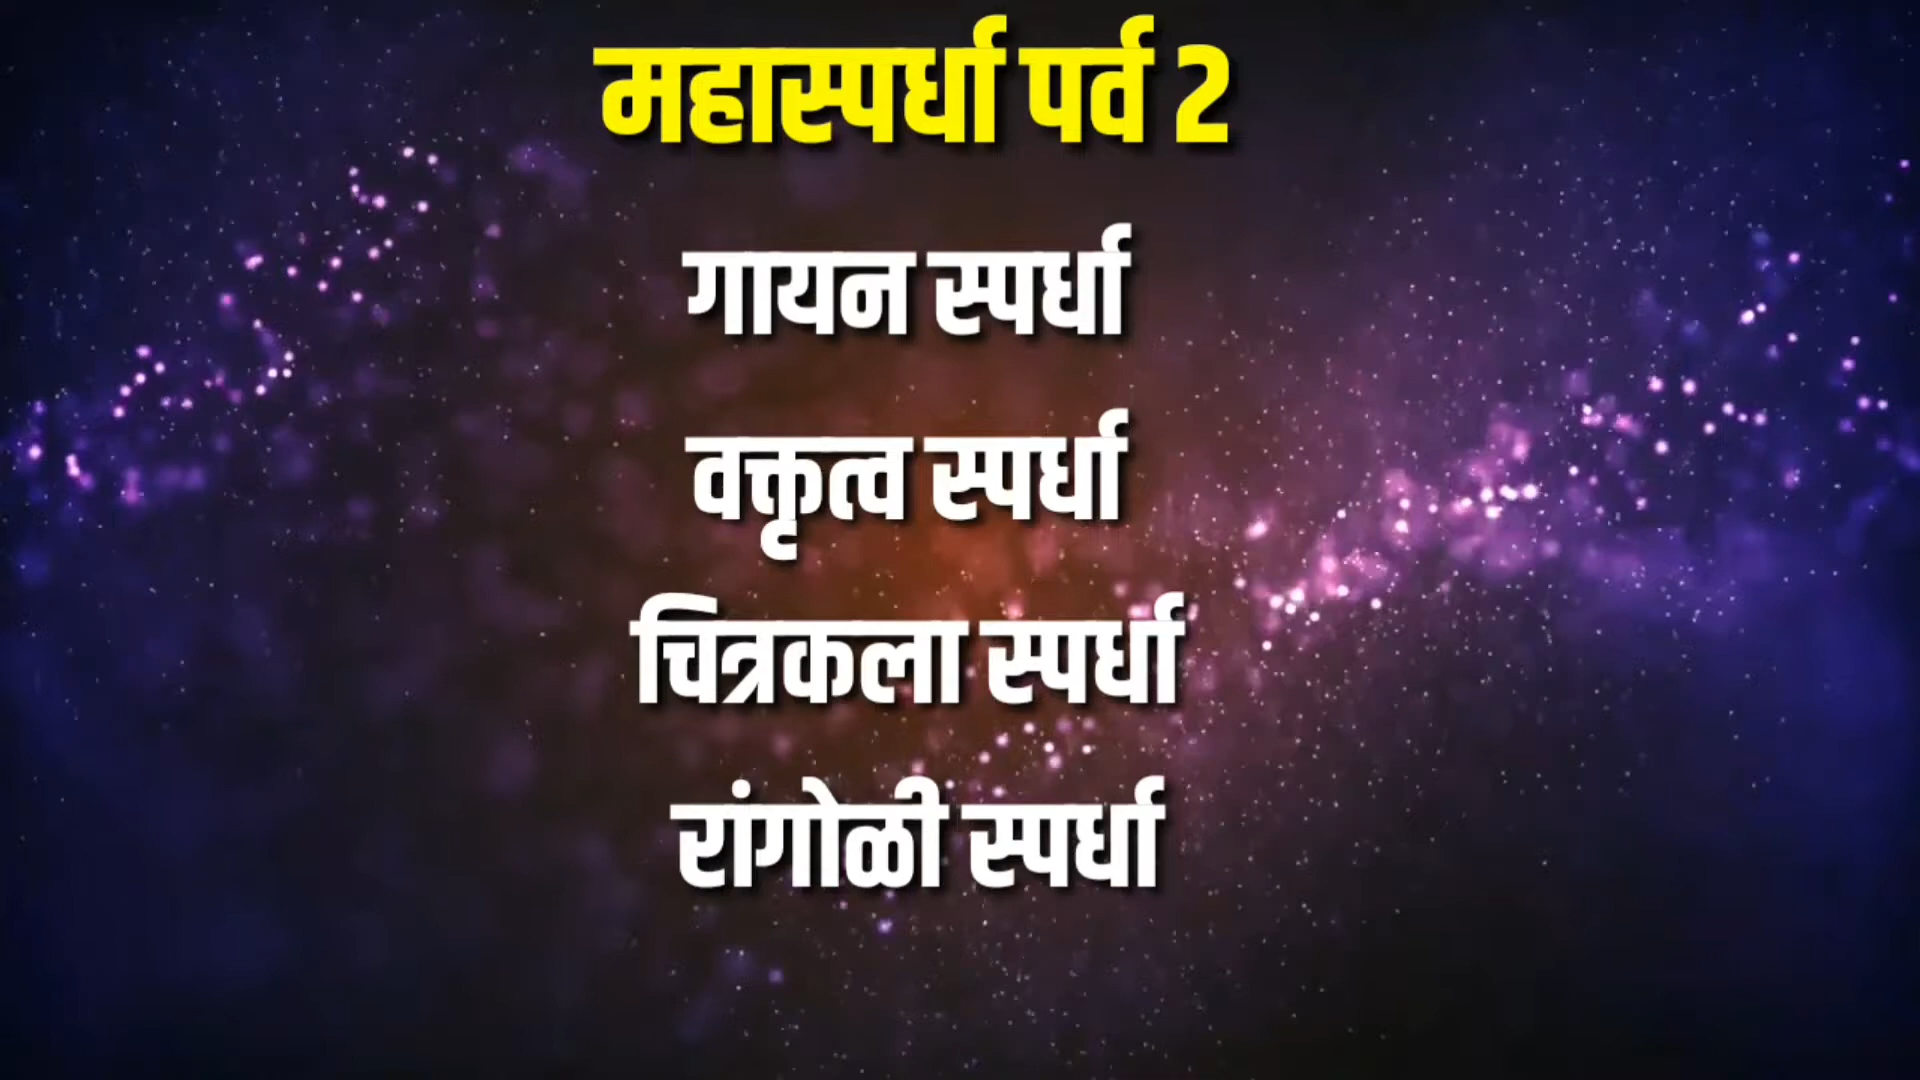 महास्पर्धा पर्व 2
गायन स्पर्धा
वक्तृत्व स्पर्धा
चित्रकला स्पर्धा
रांगोळी स्पर्धा